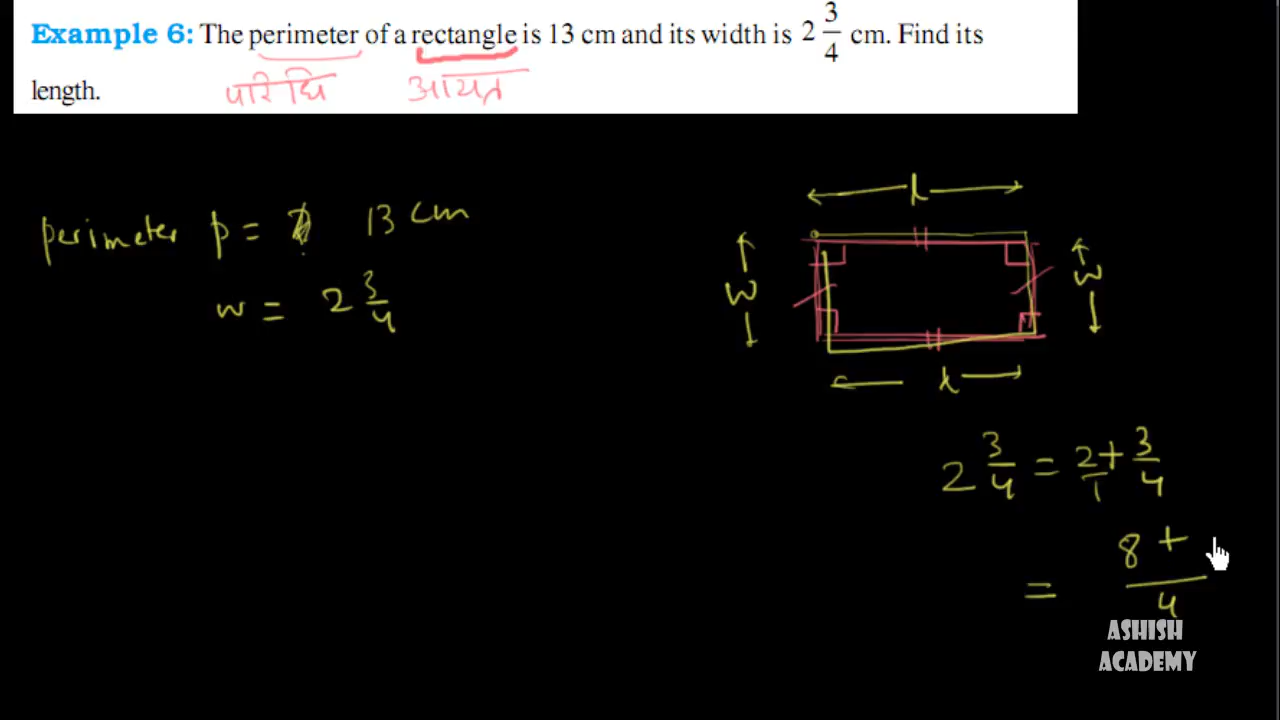 Example 6: The perimeter of a rectangle is 13 cm and its width is 2 3/4 cm. Find its
length. परिधि आयत
perimeter p = 13 cm
w = 2 3/4
l
w w
l
2 3/4 = 2/1 + 3/4
= 8 + / 4
ASHISH
ACADEMY